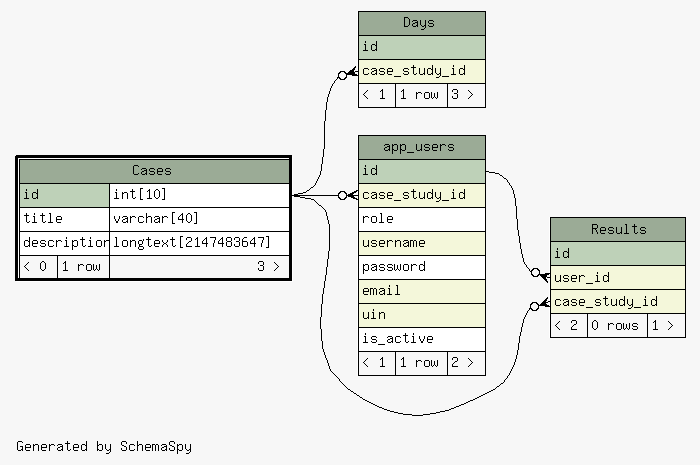 Days
id
case_study_id
< 1 1 row 3 >
Cases
id int[10]
title varchar[40]
description longtext[2147483647]
< 0 1 row 3 >
app_users
id
case_study_id
role
username
password
email
uin
is_active
< 1 1 row 2 >
Results
id
user_id
case_study_id
< 2 0 rows 1 >
Generated by SchemaSpy